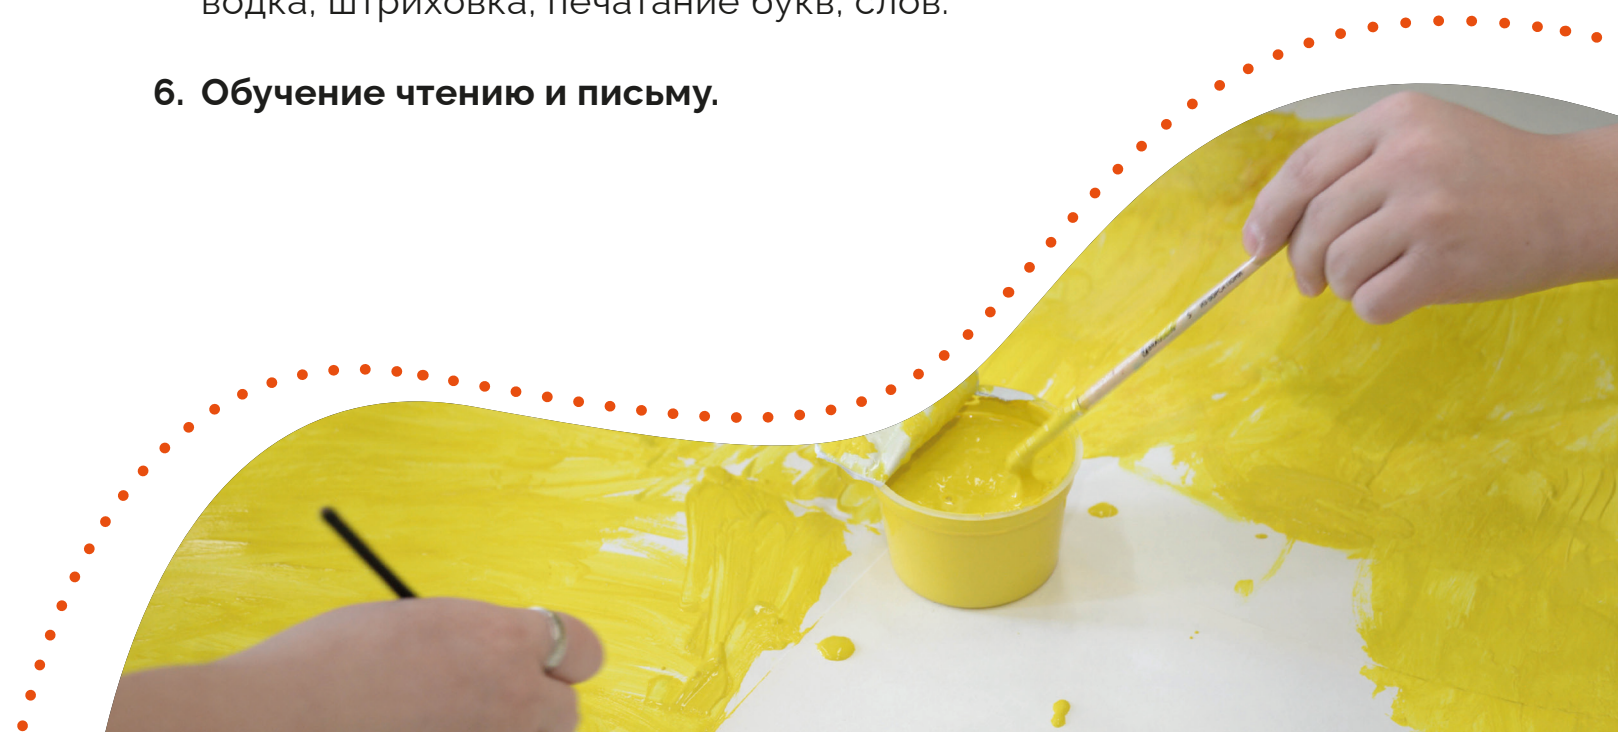 водка, штриховка, печатание букв, слов.
6. Обучение чтению и письму.